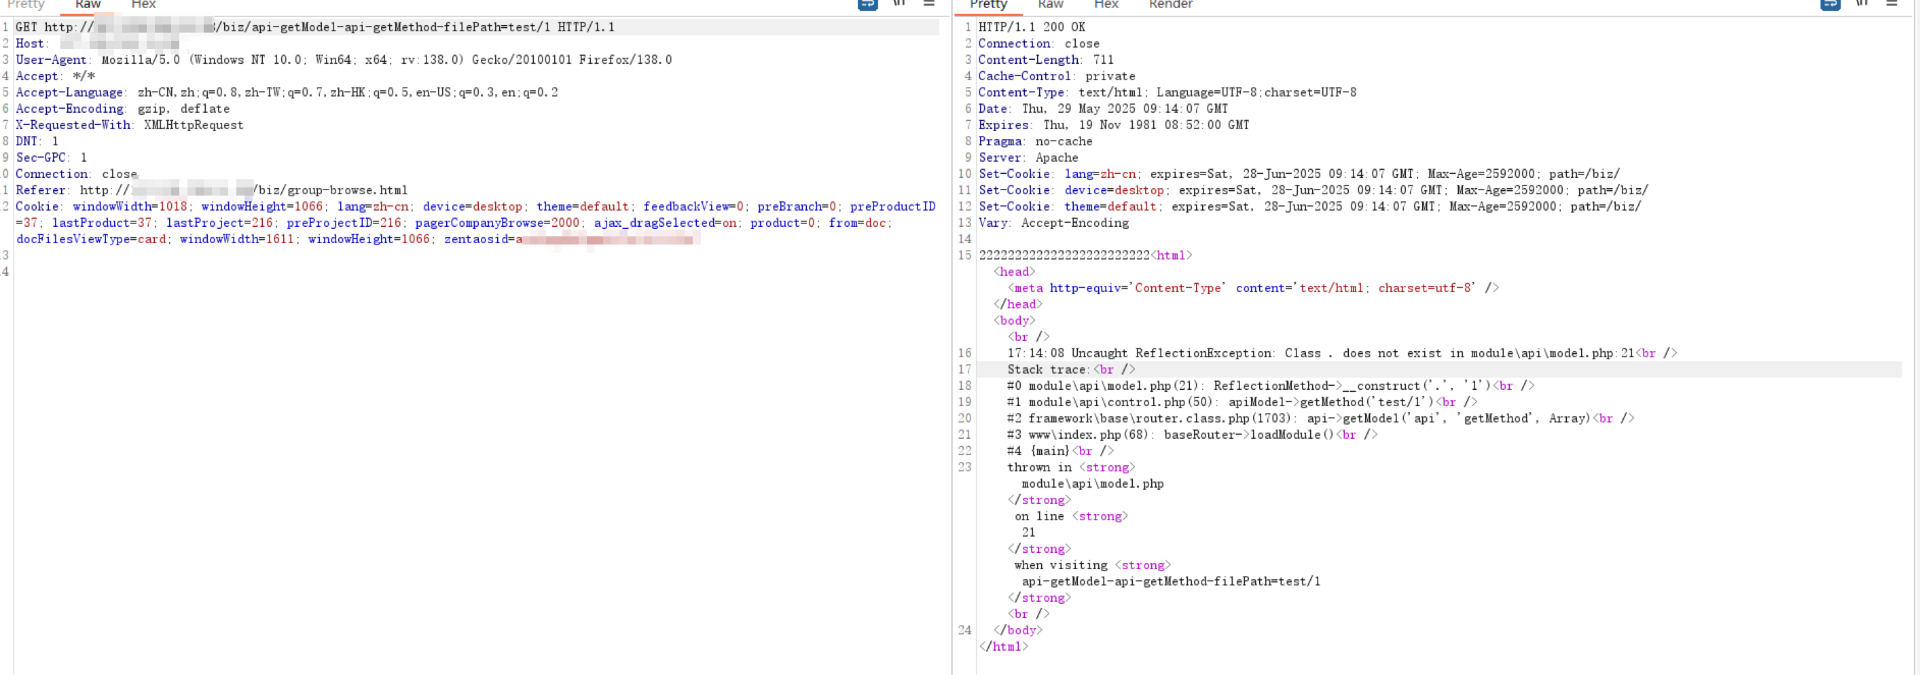 Pretty Raw Hex
\n
1 GET http:// /biz/api-getModel-api-getMethod-filePath=test/1 HTTP/1.1
2 Host:
3 User-Agent: Mozilla/5.0 (Windows NT 10.0; Win64; x64; rv:138.0) Gecko/20100101 Firefox/138.0
4 Accept: */*
5 Accept-Language: zh-CN,zh;q=0.8,zh-TW;q=0.7,zh-HK;q=0.5,en-US;q=0.3,en;q=0.2
6 Accept-Encoding: gzip, deflate
7 X-Requested-With: XMLHttpRequest
8 DNT: 1
9 Sec-GPC: 1
0 Connection: close
1 Referer: http:// /biz/group-browse.html
2 Cookie: windowWidth=1018; windowHeight=1066; lang=zh-cn; device=desktop; theme=default; feedbackView=0; preBranch=0; preProductID
=37; lastProduct=37; lastProject=216; preProjectID=216; pagerCompanyBrowse=2000; ajax_dragSelected=on; product=0; from=doc;
docFilesViewType=card; windowWidth=1611; windowHeight=1066; zentaosid=a
3
4
Pretty Raw Hex Render
\n
1 HTTP/1.1 200 OK
2 Connection: close
3 Content-Length: 711
4 Cache-Control: private
5 Content-Type: text/html; Language=UTF-8;charset=UTF-8
6 Date: Thu, 29 May 2025 09:14:07 GMT
7 Expires: Thu, 19 Nov 1981 08:52:00 GMT
8 Pragma: no-cache
9 Server: Apache
10 Set-Cookie: lang=zh-cn; expires=Sat, 28-Jun-2025 09:14:07 GMT; Max-Age=2592000; path=/biz/
11 Set-Cookie: device=desktop; expires=Sat, 28-Jun-2025 09:14:07 GMT; Max-Age=2592000; path=/biz/
12 Set-Cookie: theme=default; expires=Sat, 28-Jun-2025 09:14:07 GMT; Max-Age=2592000; path=/biz/
13 Vary: Accept-Encoding
14
15 222222222222222222222222<html>
<head>
<meta http-equiv='Content-Type' content='text/html; charset=utf-8' />
</head>
<body>
<br />
16 17:14:08 Uncaught ReflectionException: Class . does not exist in module\api\model.php:21<br />
17 Stack trace:<br />
18 #0 module\api\model.php(21): ReflectionMethod->__construct('.', '1')<br />
19 #1 module\api\control.php(50): apiModel->getMethod('test/1')<br />
20 #2 framework\base\router.class.php(1703): api->getModel('api', 'getMethod', Array)<br />
21 #3 www\index.php(68): baseRouter->loadModule()<br />
22 #4 {main}<br />
23 thrown in <strong>
module\api\model.php
</strong>
on line <strong>
21
</strong>
when visiting <strong>
api-getModel-api-getMethod-filePath=test/1
</strong>
<br />
24 </body>
</html>